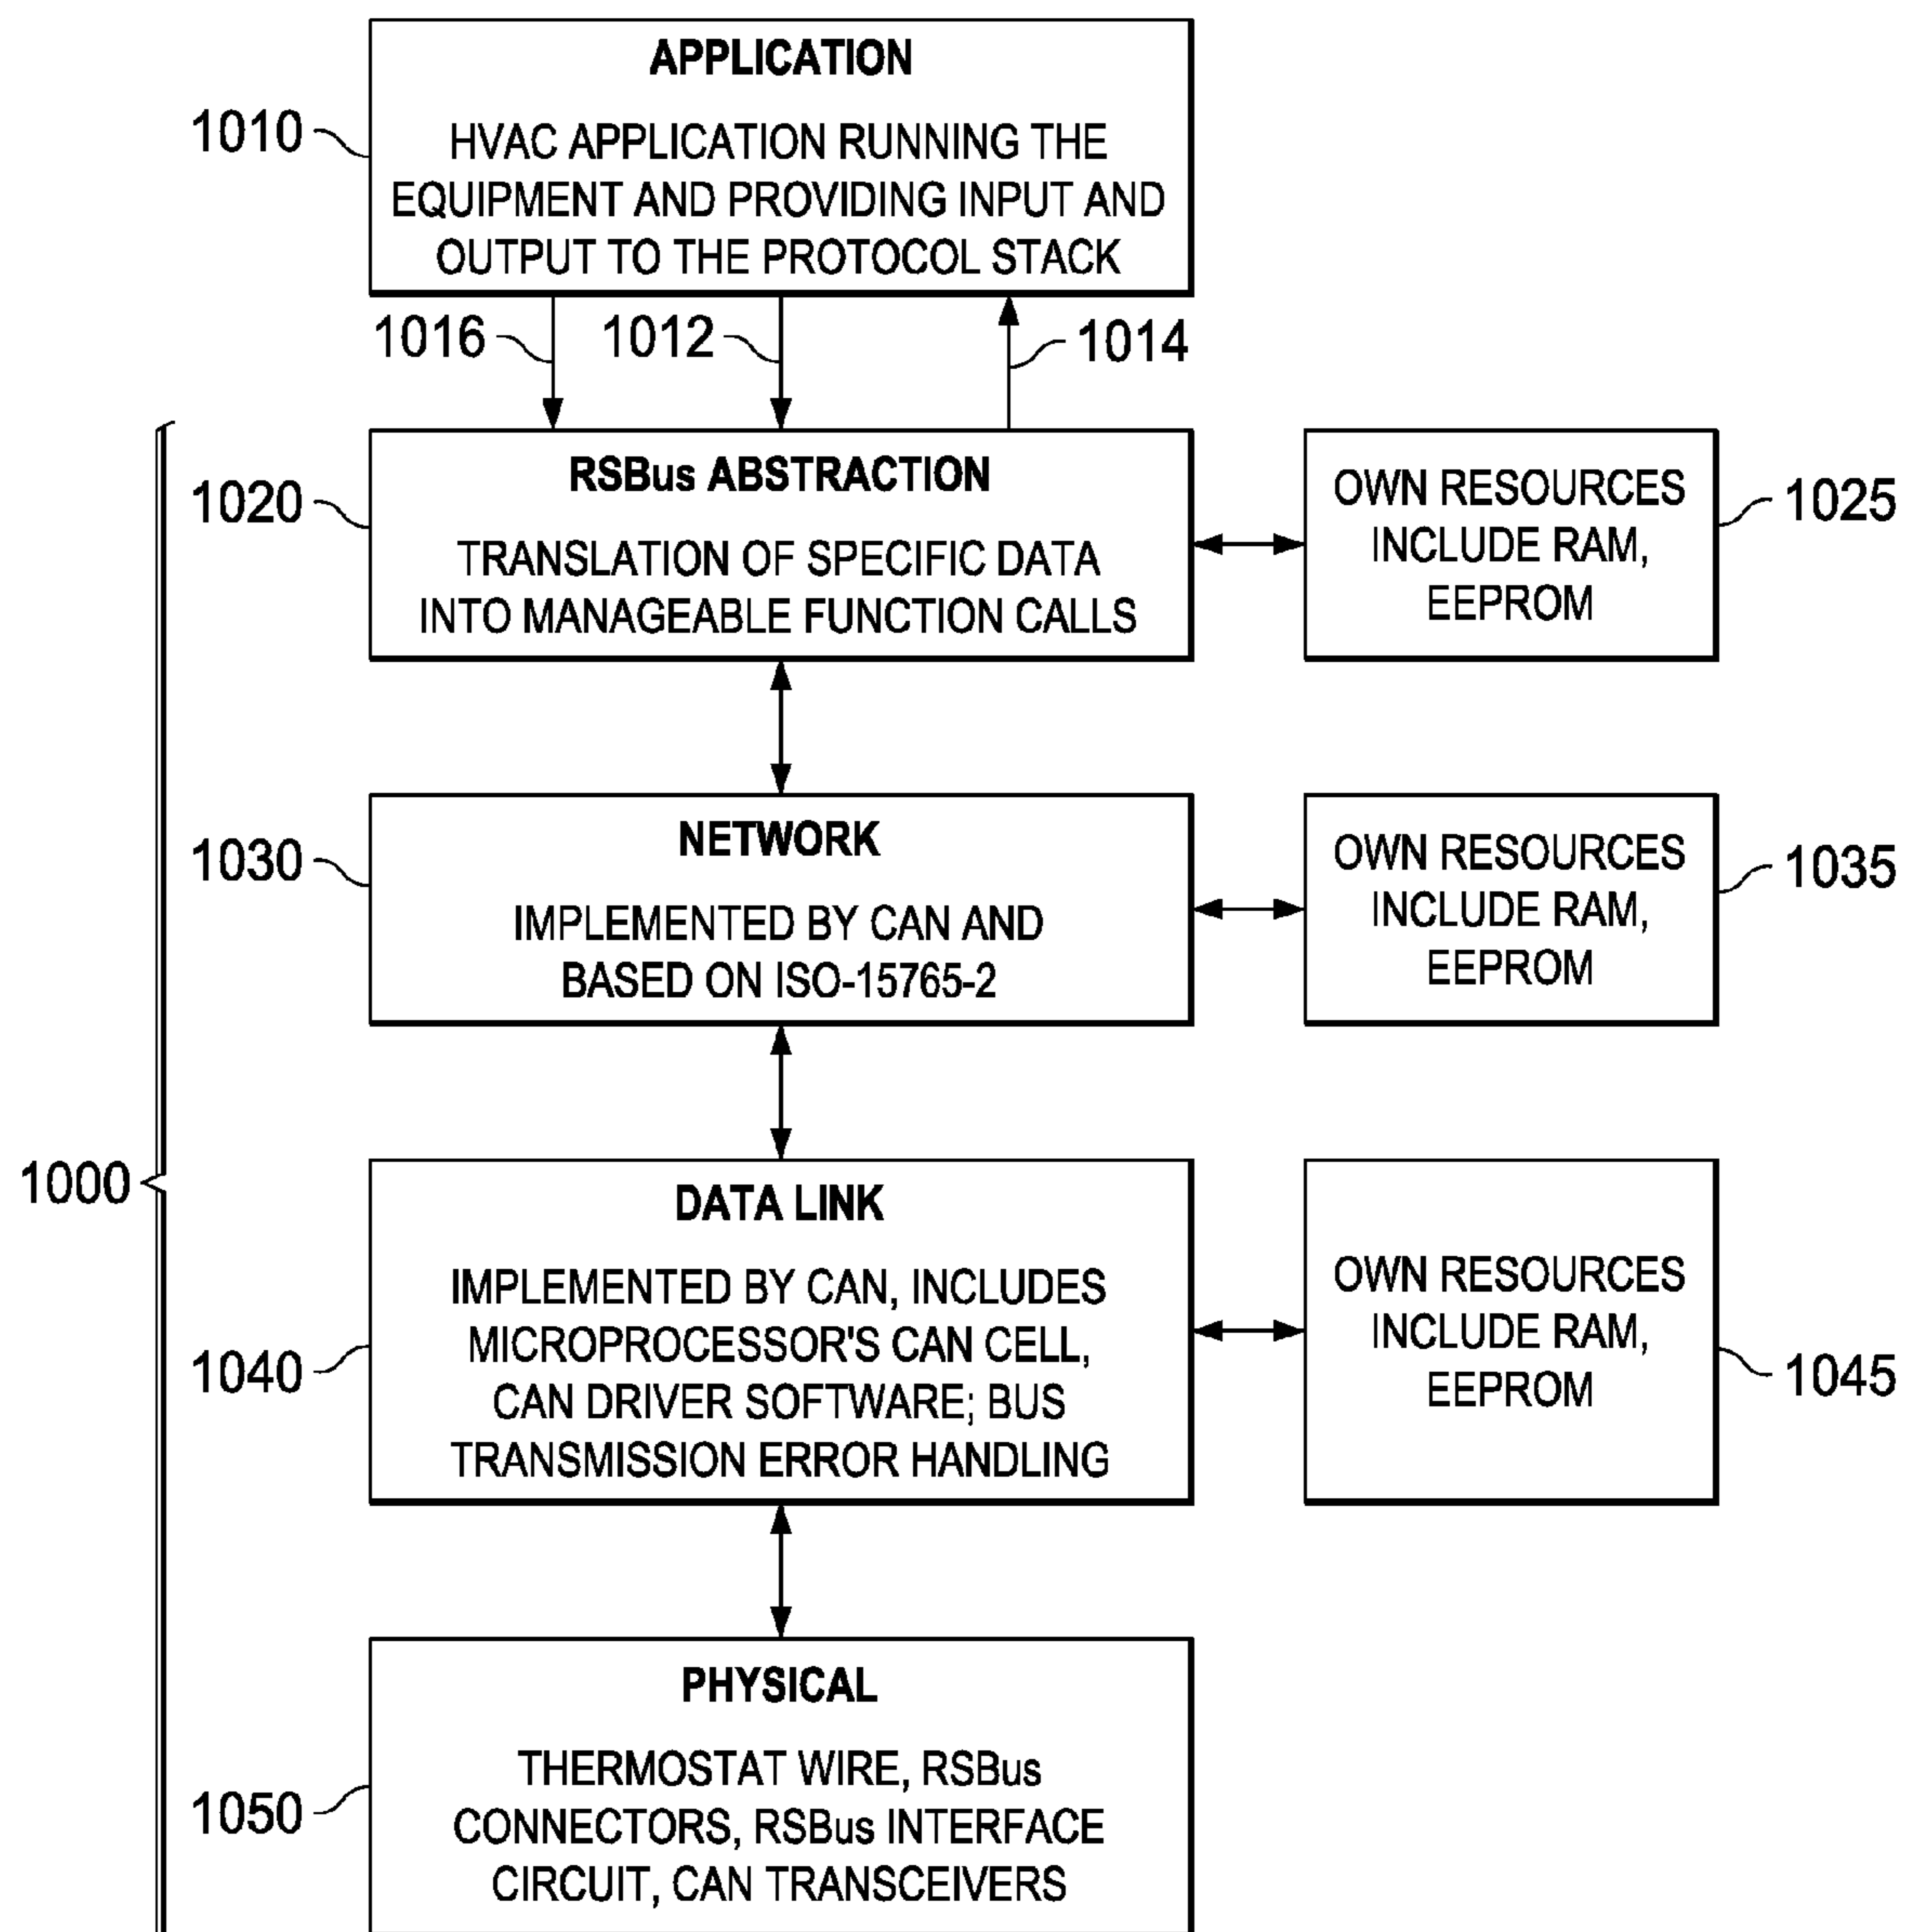 APPLICATION
1010
HVAC APPLICATION RUNNING THE
EQUIPMENT AND PROVIDING INPUT AND
OUTPUT TO THE PROTOCOL STACK
1016
1012
1014
1020
RSBus ABSTRACTION
TRANSLATION OF SPECIFIC DATA
INTO MANAGEABLE FUNCTION CALLS
OWN RESOURCES
INCLUDE RAM,
EEPROM
1025
1030
NETWORK
IMPLEMENTED BY CAN AND
BASED ON ISO-15765-2
OWN RESOURCES
INCLUDE RAM,
EEPROM
1035
1000
DATA LINK
1040
IMPLEMENTED BY CAN, INCLUDES
MICROPROCESSOR'S CAN CELL,
CAN DRIVER SOFTWARE; BUS
TRANSMISSION ERROR HANDLING
OWN RESOURCES
INCLUDE RAM,
EEPROM
1045
PHYSICAL
1050
THERMOSTAT WIRE, RSBus
CONNECTORS, RSBus INTERFACE
CIRCUIT, CAN TRANSCEIVERS